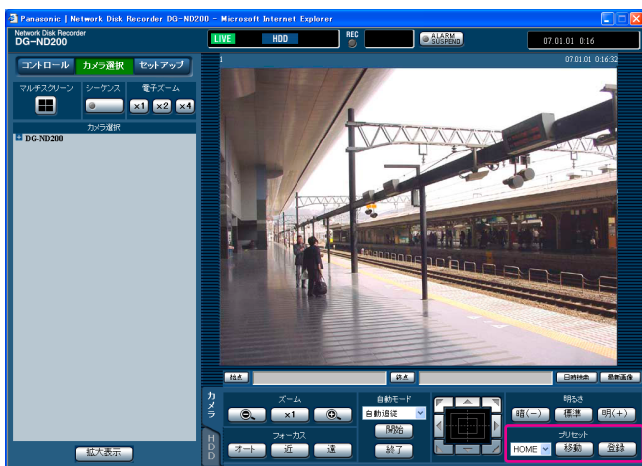 Panasonic | Network Disk Recorder DG-ND200 - Microsoft Internet Explorer
Network Disk Recorder
DG-ND200
LIVE
HDD
REC
ALARM
SUSPEND
07.01.01 0:16
コントロール
カメラ選択
セットアップ
1
07.01.01 0:16:32
マルチスクリーン
シーケンス
電子ズーム
x1
x2
x4
カメラ選択
DG-ND200
始点
終点
日時検索
最新画像
カメラ
HDD
ズーム
x1
フォーカス
オート
近
遠
自動モード
自動追従
開始
終了
明るさ
暗(-)
標準
明(+)
プリセット
HOME
移動
登録
拡大表示